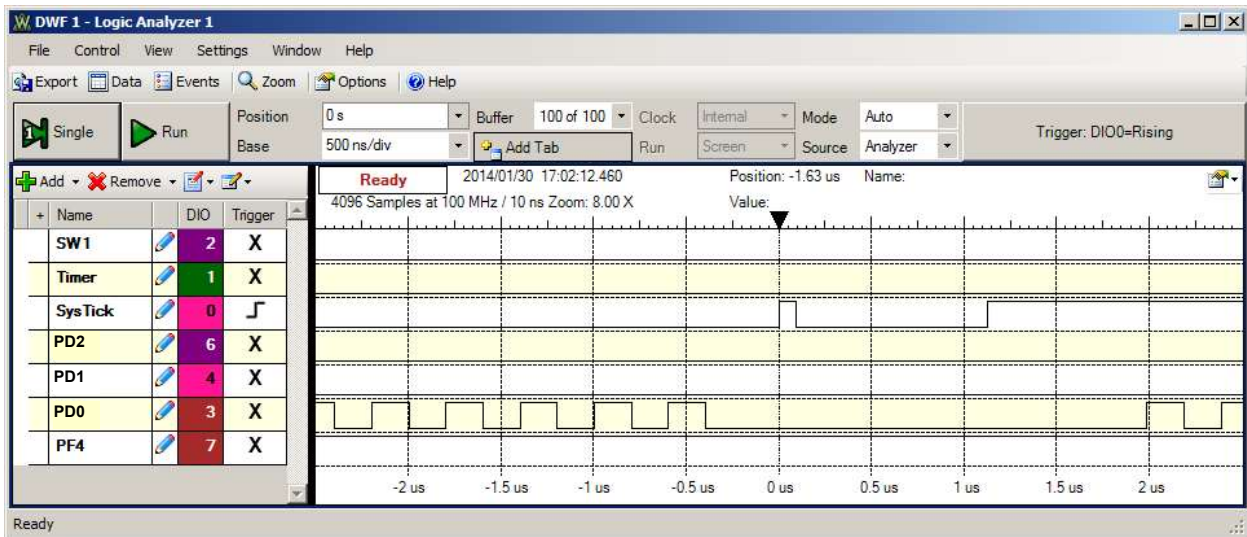 DWF 1 - Logic Analyzer 1
File Control View Settings Window Help
Export Data Events Zoom Options Help
Single Run Position 0 s Buffer 100 of 100 Clock Internal Mode Auto Trigger: DIO0=Rising
Base 500 ns/div Add Tab Run Screen Source Analyzer
Add Remove Ready 2014/01/30 17:02:12.460 Position: -1.63 us Name:
4096 Samples at 100 MHz / 10 ns Zoom: 8.00 X Value:
+ Name DIO Trigger
SW1 2 X
Timer 1 X
SysTick 0
PD2 6 X
PD1 4 X
PD0 3 X
PF4 7 X
-2 us -1.5 us -1 us -0.5 us 0 us 0.5 us 1 us 1.5 us 2 us
Ready